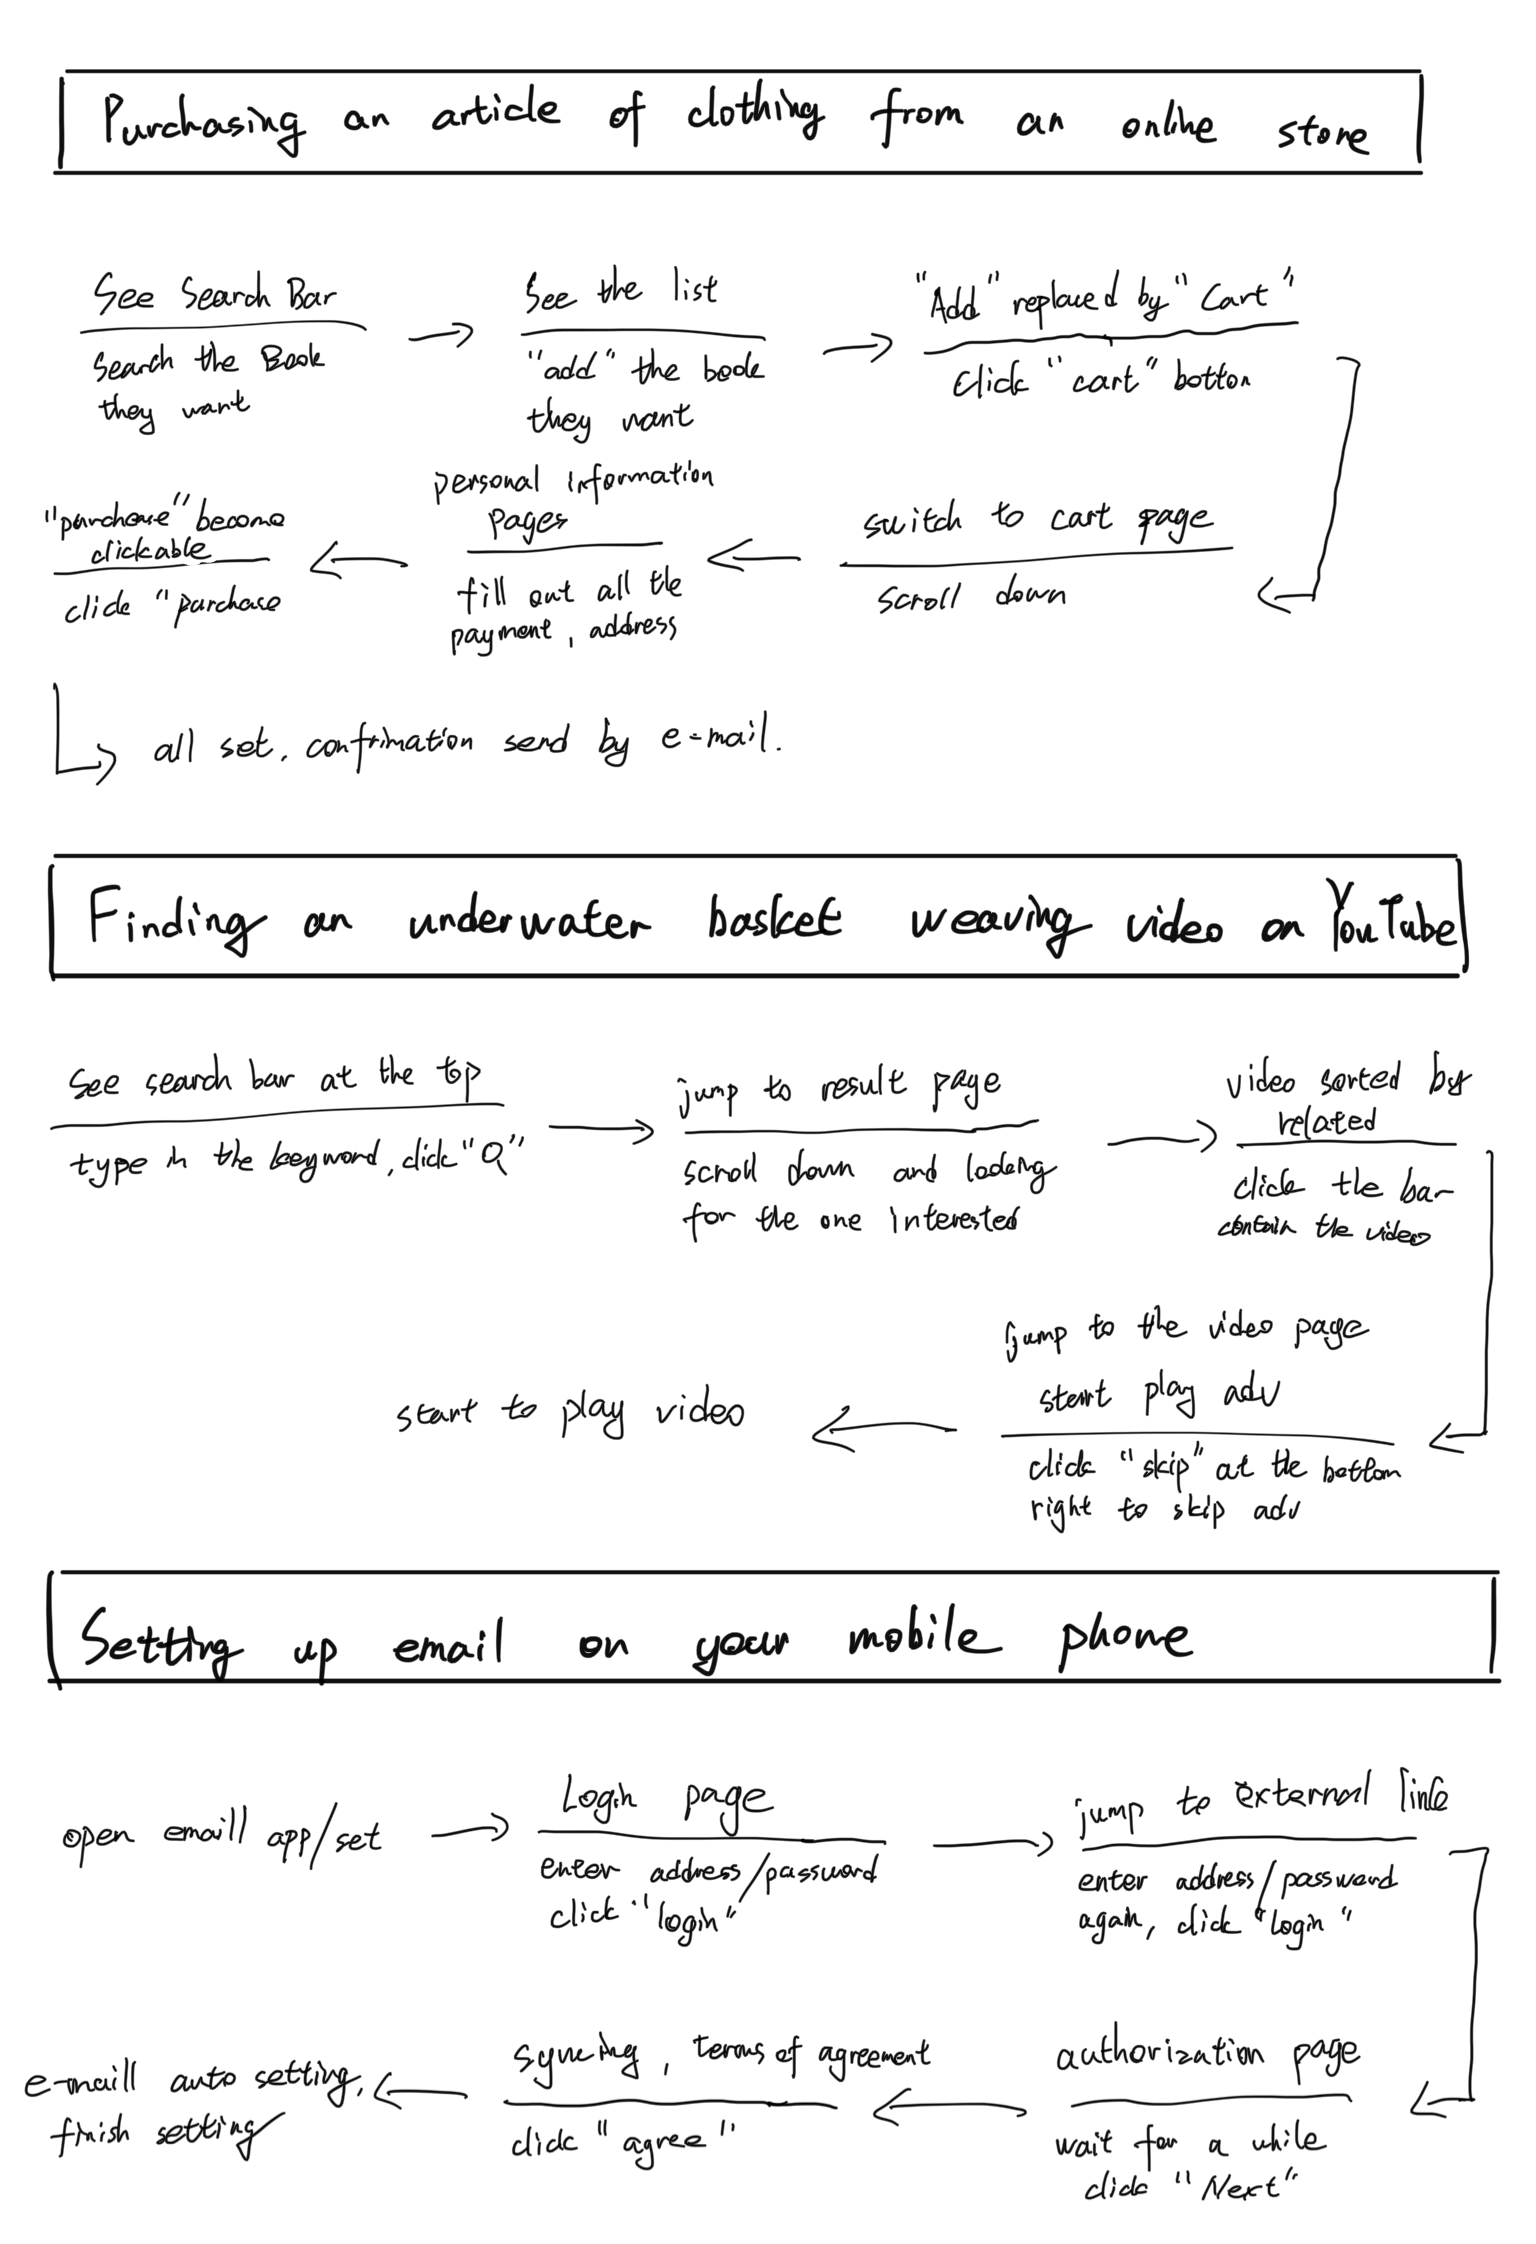 Purchasing an article of clothing from an online store
See Search Bar
search the Book
they want
See the list
"add" the book
they want
"Add" replaced by "Cart"
Click "cart" botton
switch to cart page
scroll down
personal information
pages
fill out all the
payment, address
"purchase" become
clickable
click "purchase
all set. confrimation send by e-mail.
Finding an underwater basket weaving video on YouTube
See search bar at the top
type in the keyword, click "Q"
jump to result page
scroll down and looking
for the one interested
video sorted by
related
click the bar
contain the video
jump to the video page
start play adv
click "skip" at the bottom
right to skip adv
start to play video
Setting up email on your mobile phone
open emaill app/set
Login page
enter address/password
click "login"
jump to external link
enter address/password
again, click "login"
authorization page
wait for a while
click "Next"
syncing, terms of agreement
click "agree"
e-maill auto setting,
finish setting